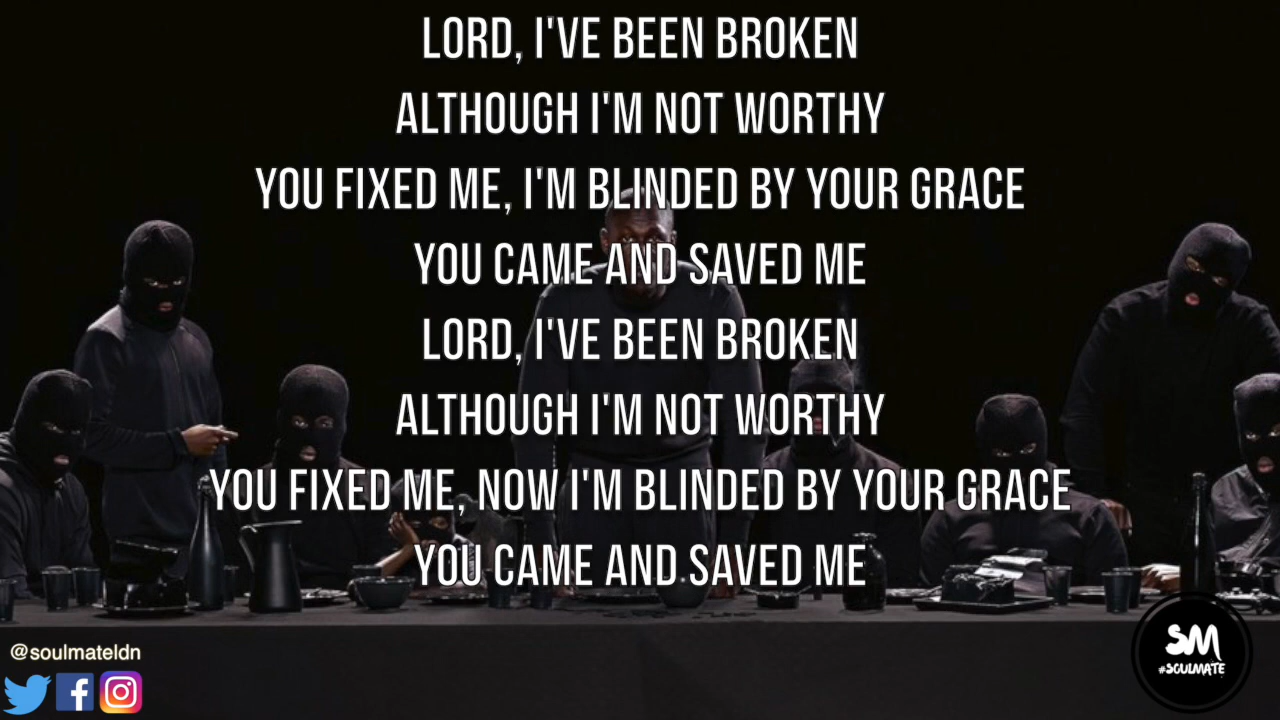 LORD, I'VE BEEN BROKEN
ALTHOUGH I'M NOT WORTHY
YOU FIXED ME, I'M BLINDED BY YOUR GRACE
YOU CAME AND SAVED ME
LORD, I'VE BEEN BROKEN
ALTHOUGH I'M NOT WORTHY
YOU FIXED ME, NOW I'M BLINDED BY YOUR GRACE
YOU CAME AND SAVED ME
@soulmateldn
SM
#SOULMATE